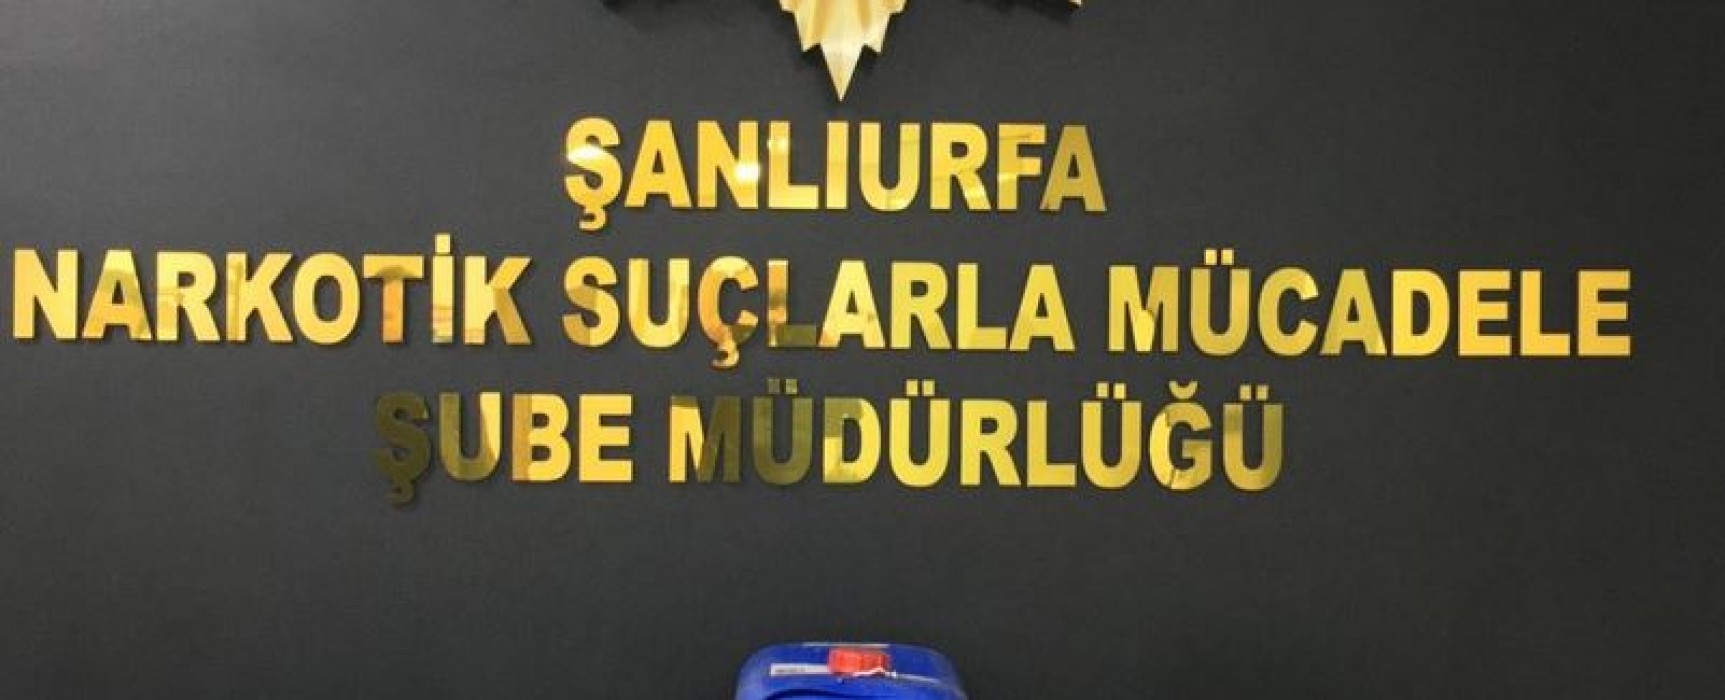 ŞANLIURFA
NARKOTİK SUÇLARLA MÜCADELE
ŞUBE MÜDÜRLÜĞÜ